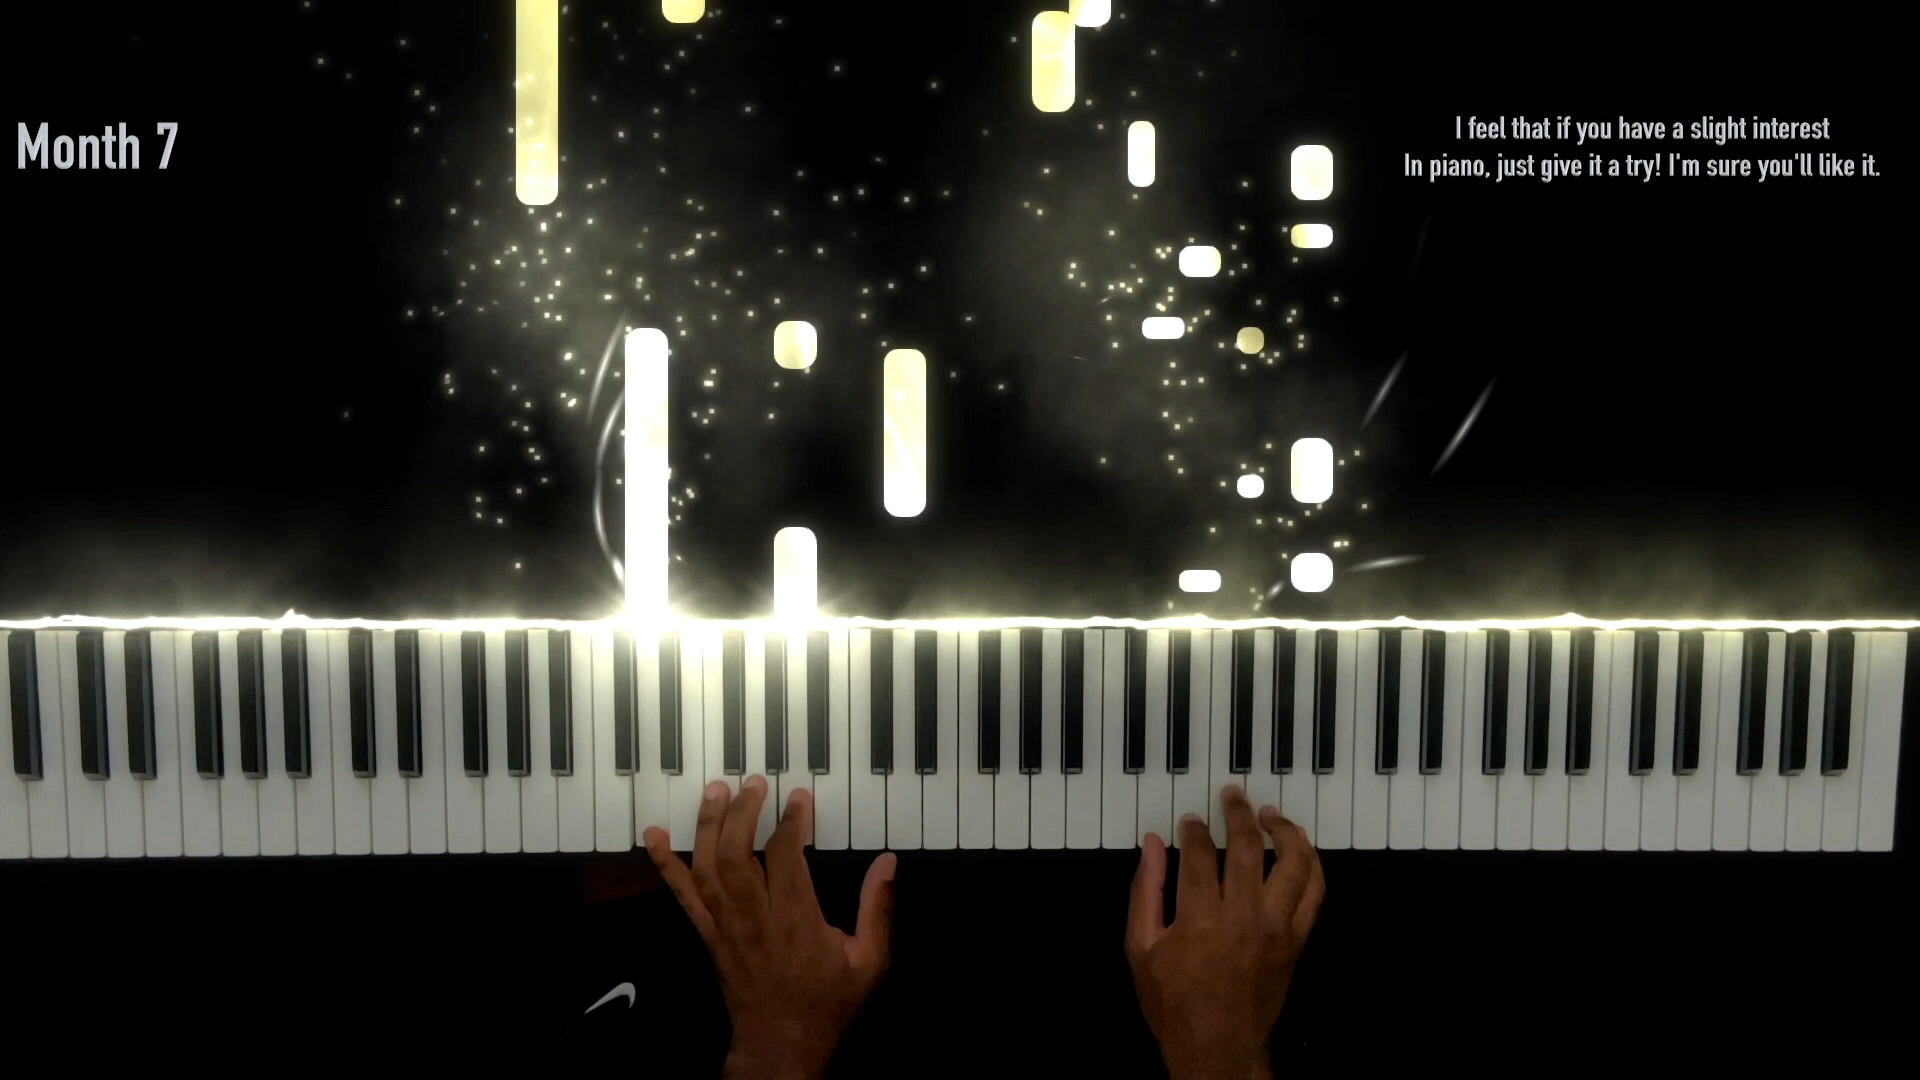 Month 7
I feel that if you have a slight interest
In piano, just give it a try! I'm sure you'll like it.